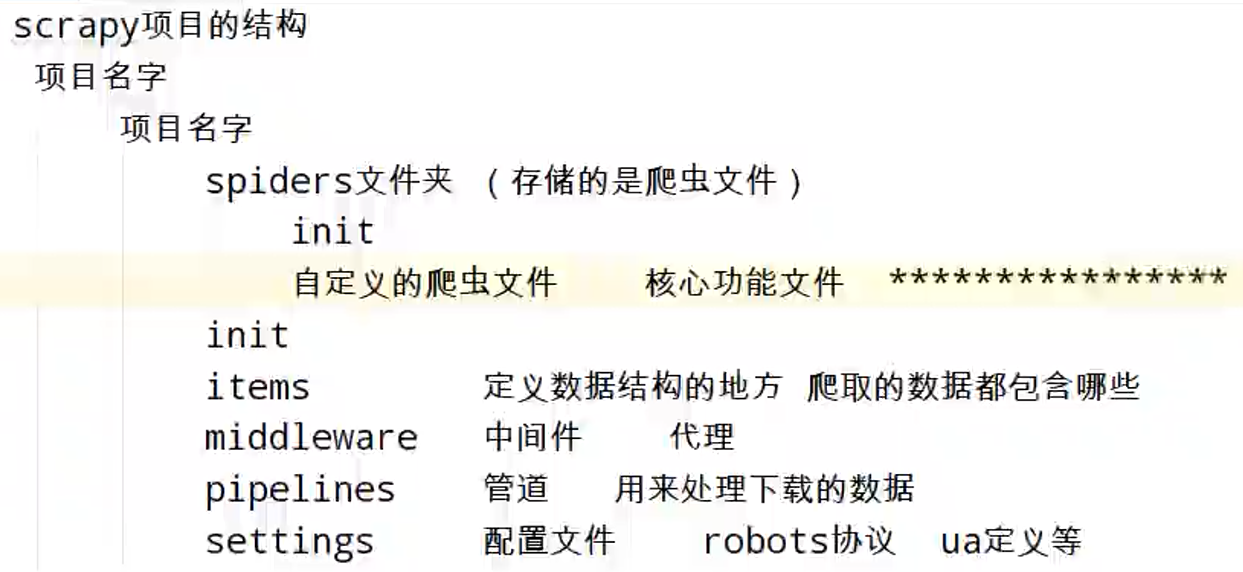 scrapy项目的结构
项目名字
项目名字
spiders文件夹 (存储的是爬虫文件)
init
自定义的爬虫文件 核心功能文件 ****************
init
items 定义数据结构的地方 爬取的数据都包含哪些
middleware 中间件 代理
pipelines 管道 用来处理下载的数据
settings 配置文件 robots协议 ua定义等